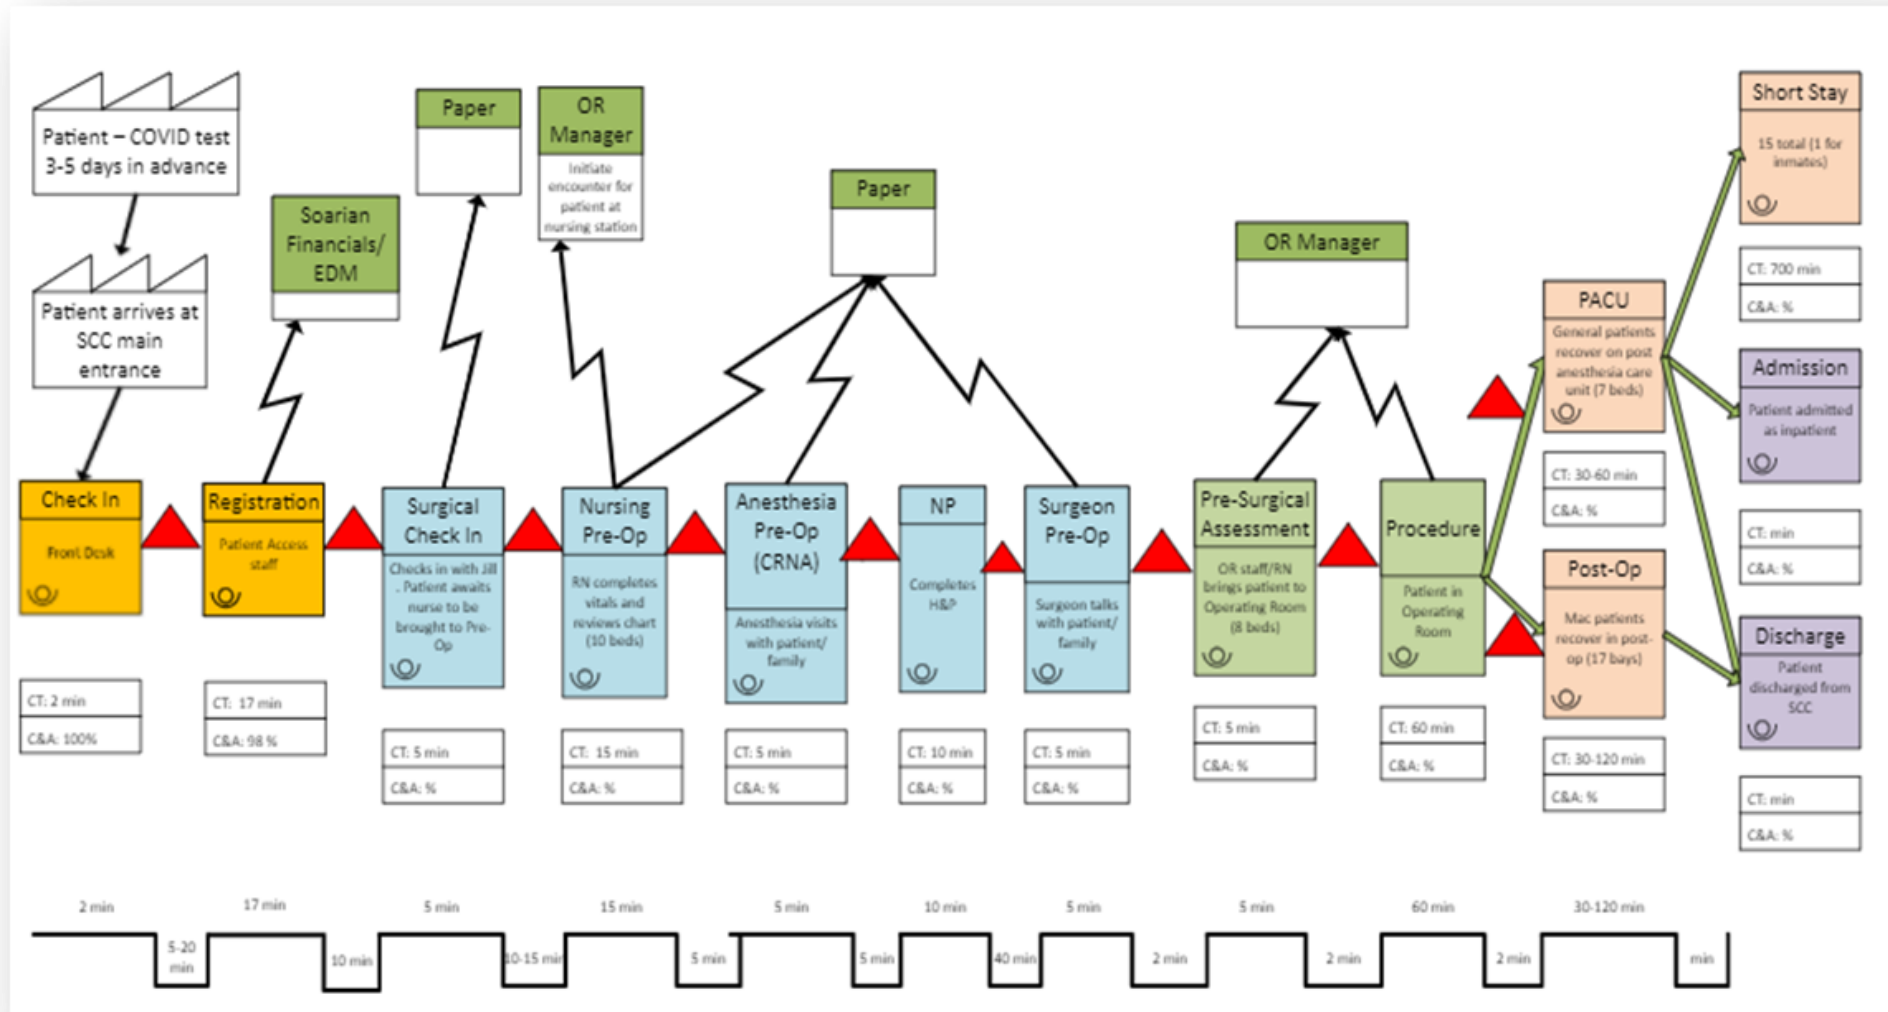 Patient – COVID test
3-5 days in advance
Patient arrives at
SCC main
entrance
Soarian
Financials/
EDM
Paper
OR
Manager
Initiate
encounter for
patient at
nursing station
Paper
OR Manager
Check In
Front Desk
CT: 2 min
C&A: 100%
Registration
Patient Access
staff
CT: 17 min
C&A: 98 %
Surgical
Check In
Checks in with Jill
. Patient awaits
nurse to be
brought to Pre-
Op
CT: 5 min
C&A: %
Nursing
Pre-Op
RN completes
vitals and
reviews chart
(10 beds)
CT: 15 min
C&A: %
Anesthesia
Pre-Op
(CRNA)
Anesthesia visits
with patient/
family
CT: 5 min
C&A: %
NP
Completes
H&P
CT: 10 min
C&A: %
Surgeon
Pre-Op
Surgeon talks
with patient/
family
CT: 5 min
C&A: %
Pre-Surgical
Assessment
OR staff/RN
brings patient to
Operating Room
(8 beds)
CT: 5 min
C&A: %
Procedure
Patient in
Operating
Room
CT: 60 min
C&A: %
PACU
General patients
recover on post
anesthesia care
unit (7 beds)
CT: 30-60 min
C&A: %
Post-Op
Mac patients
recover in post-
op (17 bays)
CT: 30-120 min
C&A: %
Short Stay
15 total (1 for
inmates)
CT: 700 min
C&A: %
Admission
Patient admitted
as inpatient
CT: min
C&A: %
Discharge
Patient
discharged from
SCC
CT: min
C&A: %
2 min
17 min
5 min
15 min
5 min
10 min
5 min
5 min
60 min
30-120 min
5-20
min
10 min
10-15 min
5 min
5 min
40 min
2 min
2 min
2 min
min